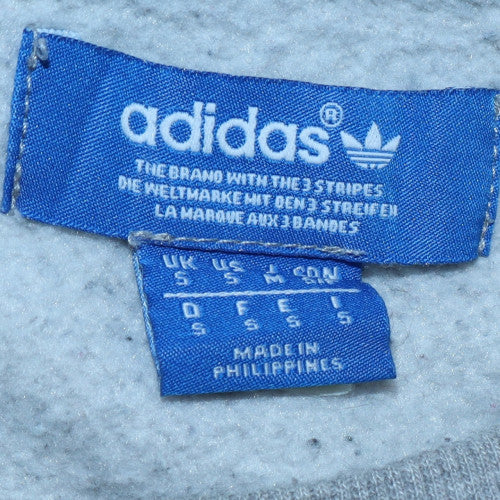 adidas®
THE BRAND WITH THE 3 STRIPES
DIE WELTMARKE MIT DEN 3 STREIFEN
LA MARQUE AUX 3 BANDES
UK US J CDN
S S M
D F E I
S S S S
MADE IN
PHILIPPINES